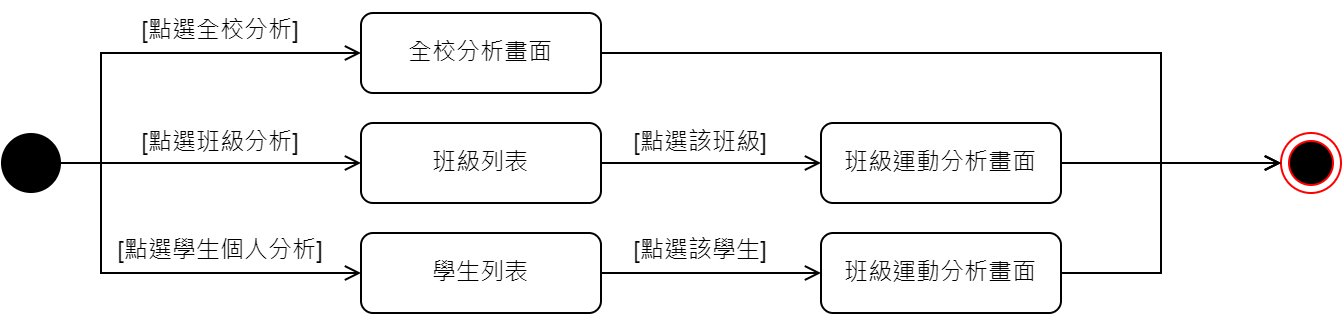 [點選全校分析]
全校分析畫面
[點選班級分析]
班級列表
[點選該班級]
班級運動分析畫面
[點選學生個人分析]
學生列表
[點選該學生]
班級運動分析畫面